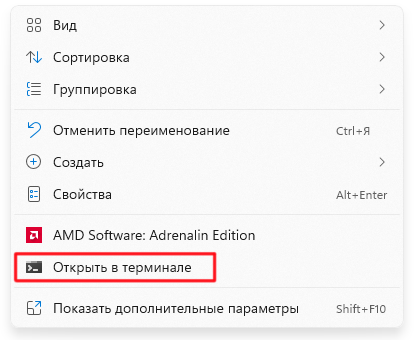 Вид
Сортировка
Группировка
Отменить переименование Ctrl+Я
Создать
Свойства Alt+Enter
AMD Software: Adrenalin Edition
Открыть в терминале
Показать дополнительные параметры Shift+F10